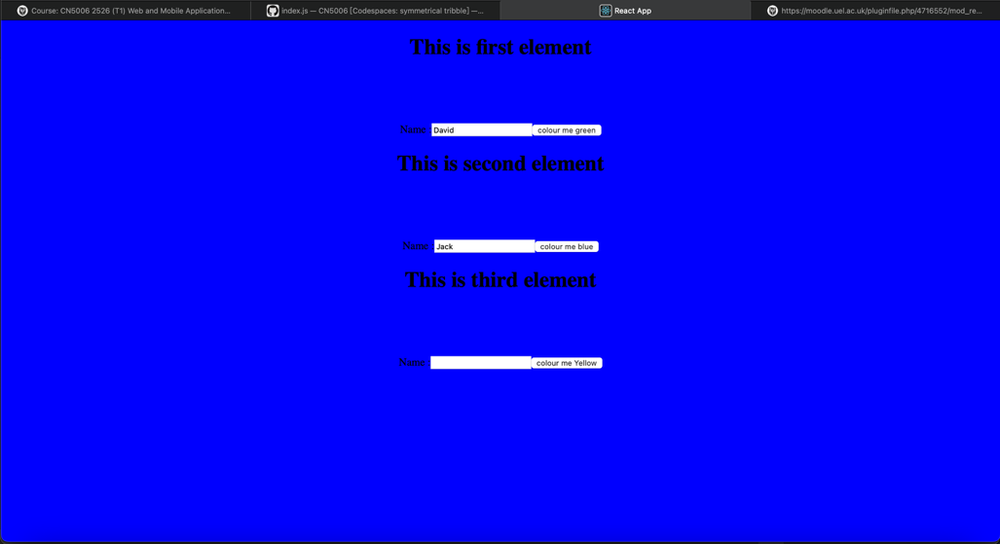 Course: CN5006 2526 (T1) Web and Mobile Application...
index.js — CN5006 [Codespaces: symmetrical tribble] —...
React App
https://moodle.uel.ac.uk/pluginfile.php/4716552/mod_re...
This is first element
Name David colour me green
This is second element
Name Jack colour me blue
This is third element
Name colour me Yellow